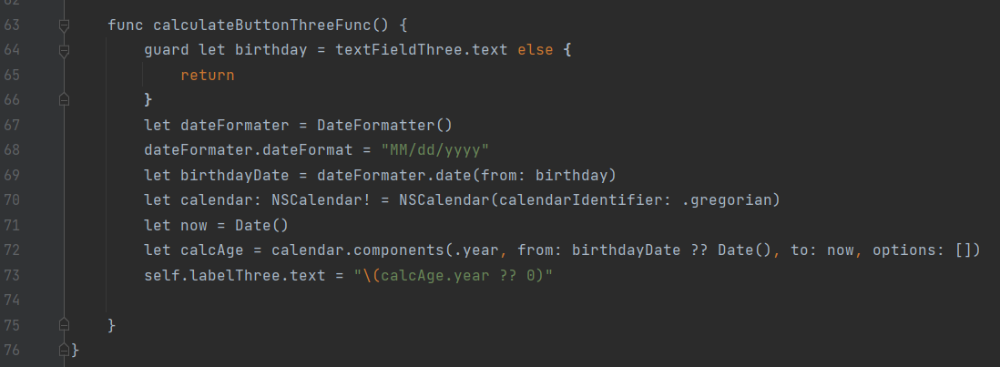 62
63 func calculateButtonThreeFunc() {
64 guard let birthday = textFieldThree.text else {
65 return
66 }
67 let dateFormater = DateFormatter()
68 dateFormater.dateFormat = "MM/dd/yyyy"
69 let birthdayDate = dateFormater.date(from: birthday)
70 let calendar: NSCalendar! = NSCalendar(calendarIdentifier: .gregorian)
71 let now = Date()
72 let calcAge = calendar.components(.year, from: birthdayDate ?? Date(), to: now, options: [])
73 self.labelThree.text = "\(calcAge.year ?? 0)"
74
75 }
76 }